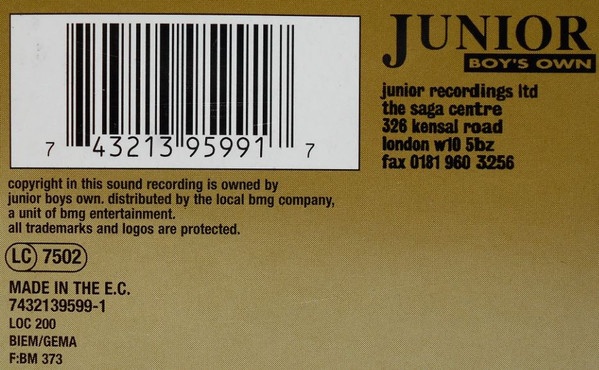 7 43213 95991 7
JUNIOR
BOY'S OWN
junior recordings ltd
the saga centre
326 kensal road
london w10 5bz
fax 0181 960 3256
copyright in this sound recording is owned by
junior boys own. distributed by the local bmg company,
a unit of bmg entertainment.
all trademarks and logos are protected.
LC 7502
MADE IN THE E.C.
7432139599-1
LOC 200
BIEM/GEMA
F:BM 373